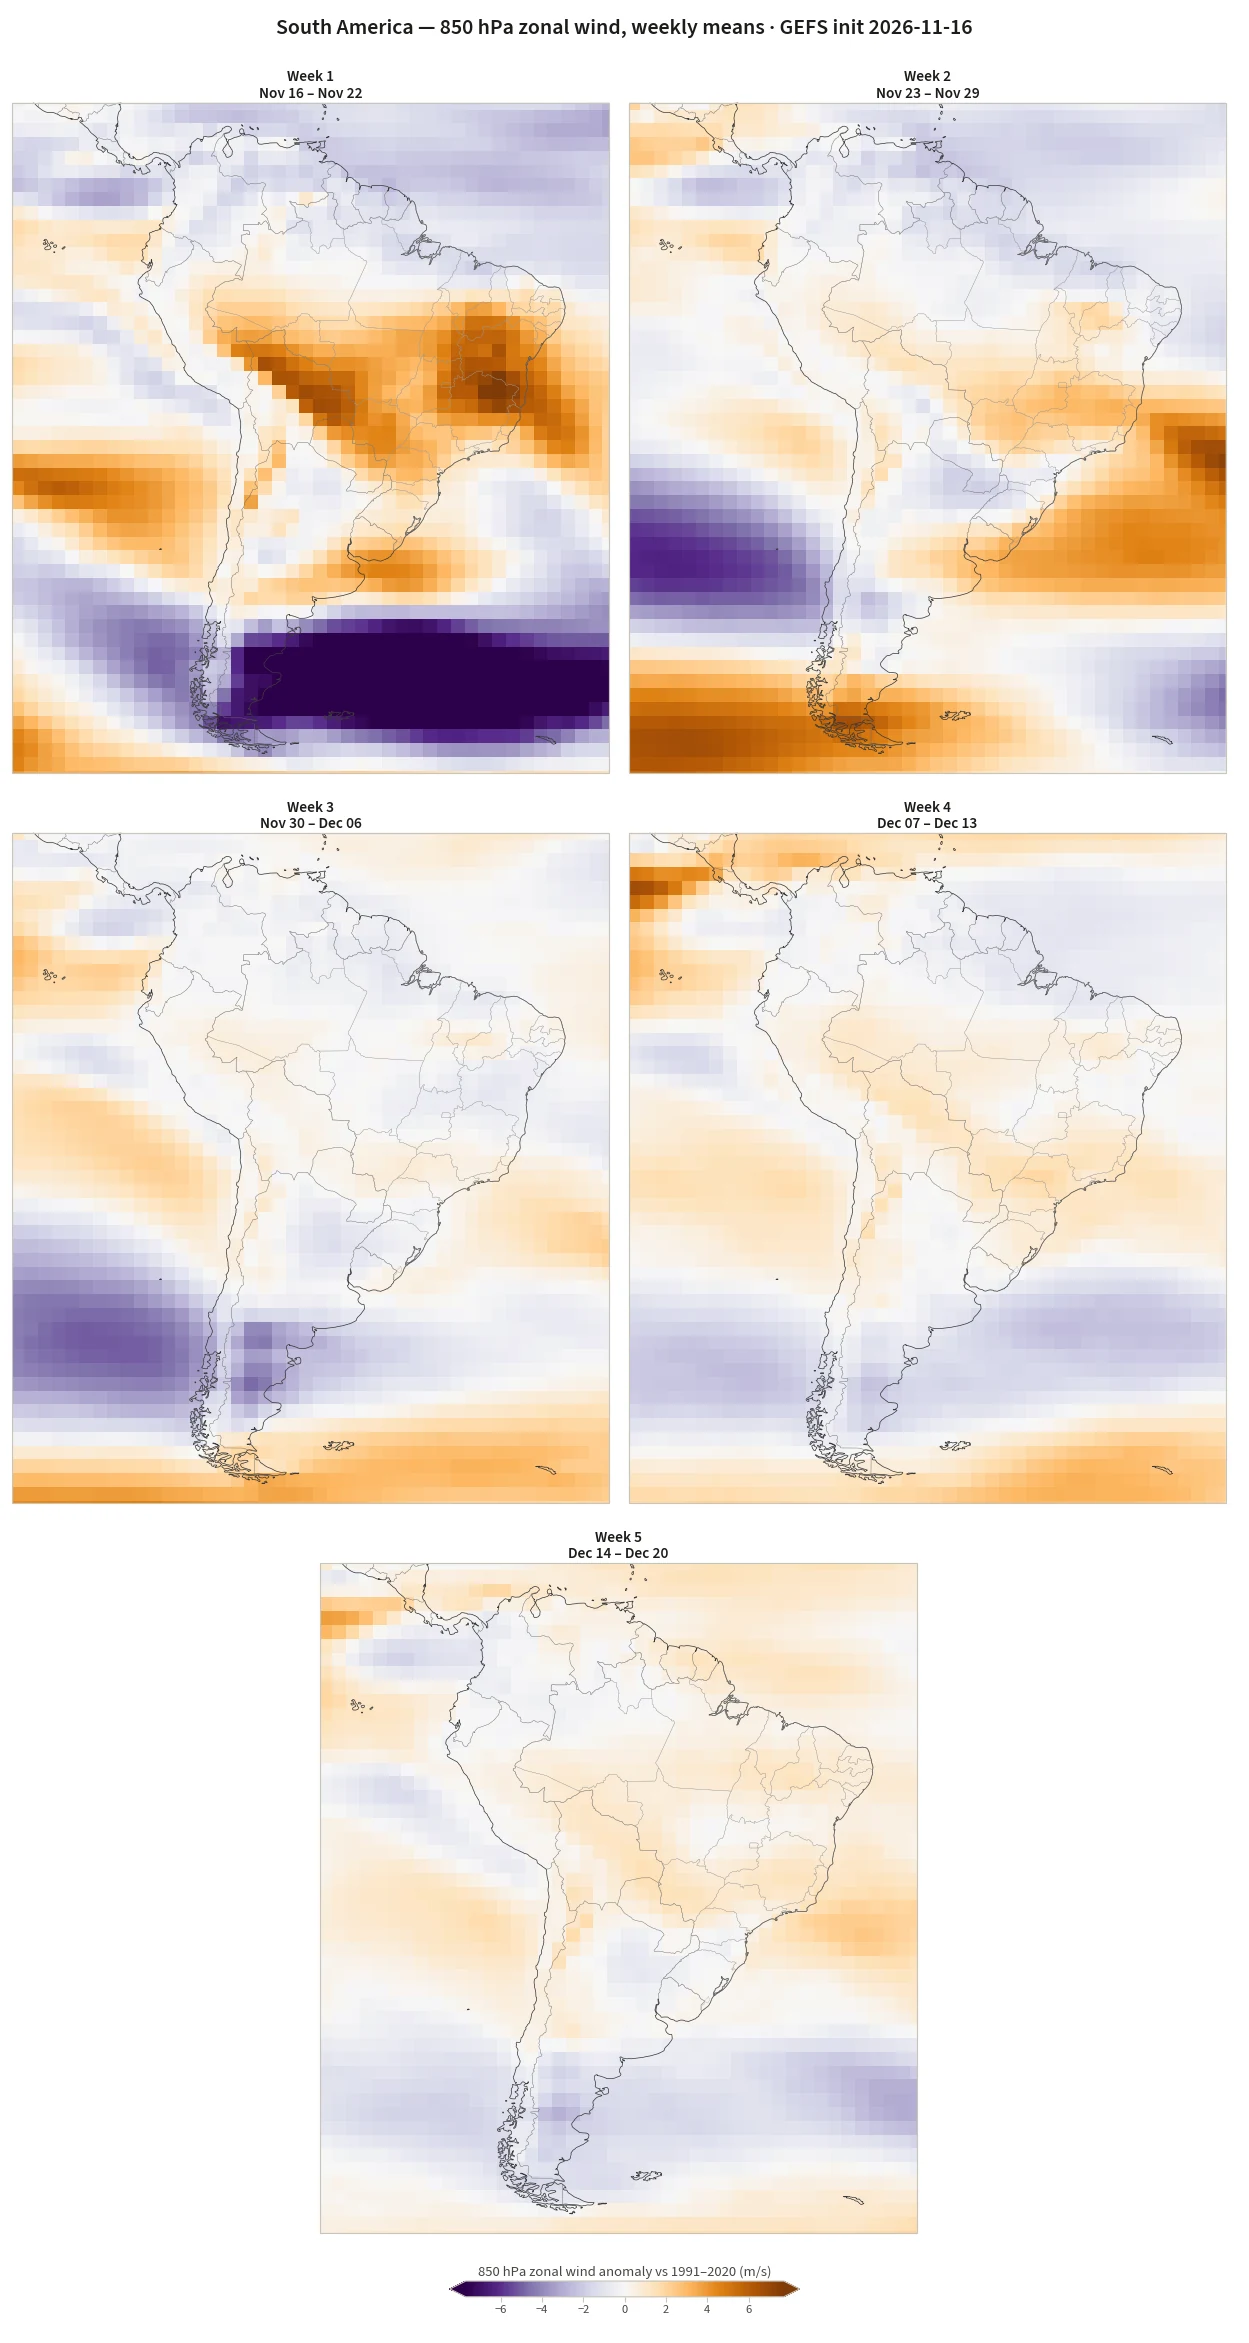 South America — 850 hPa zonal wind, weekly means · GEFS init 2026-11-16
Week 1
Nov 16 – Nov 22
Week 2
Nov 23 – Nov 29
Week 3
Nov 30 – Dec 06
Week 4
Dec 07 – Dec 13
Week 5
Dec 14 – Dec 20
850 hPa zonal wind anomaly vs 1991–2020 (m/s)
−6 −4 −2 0 2 4 6